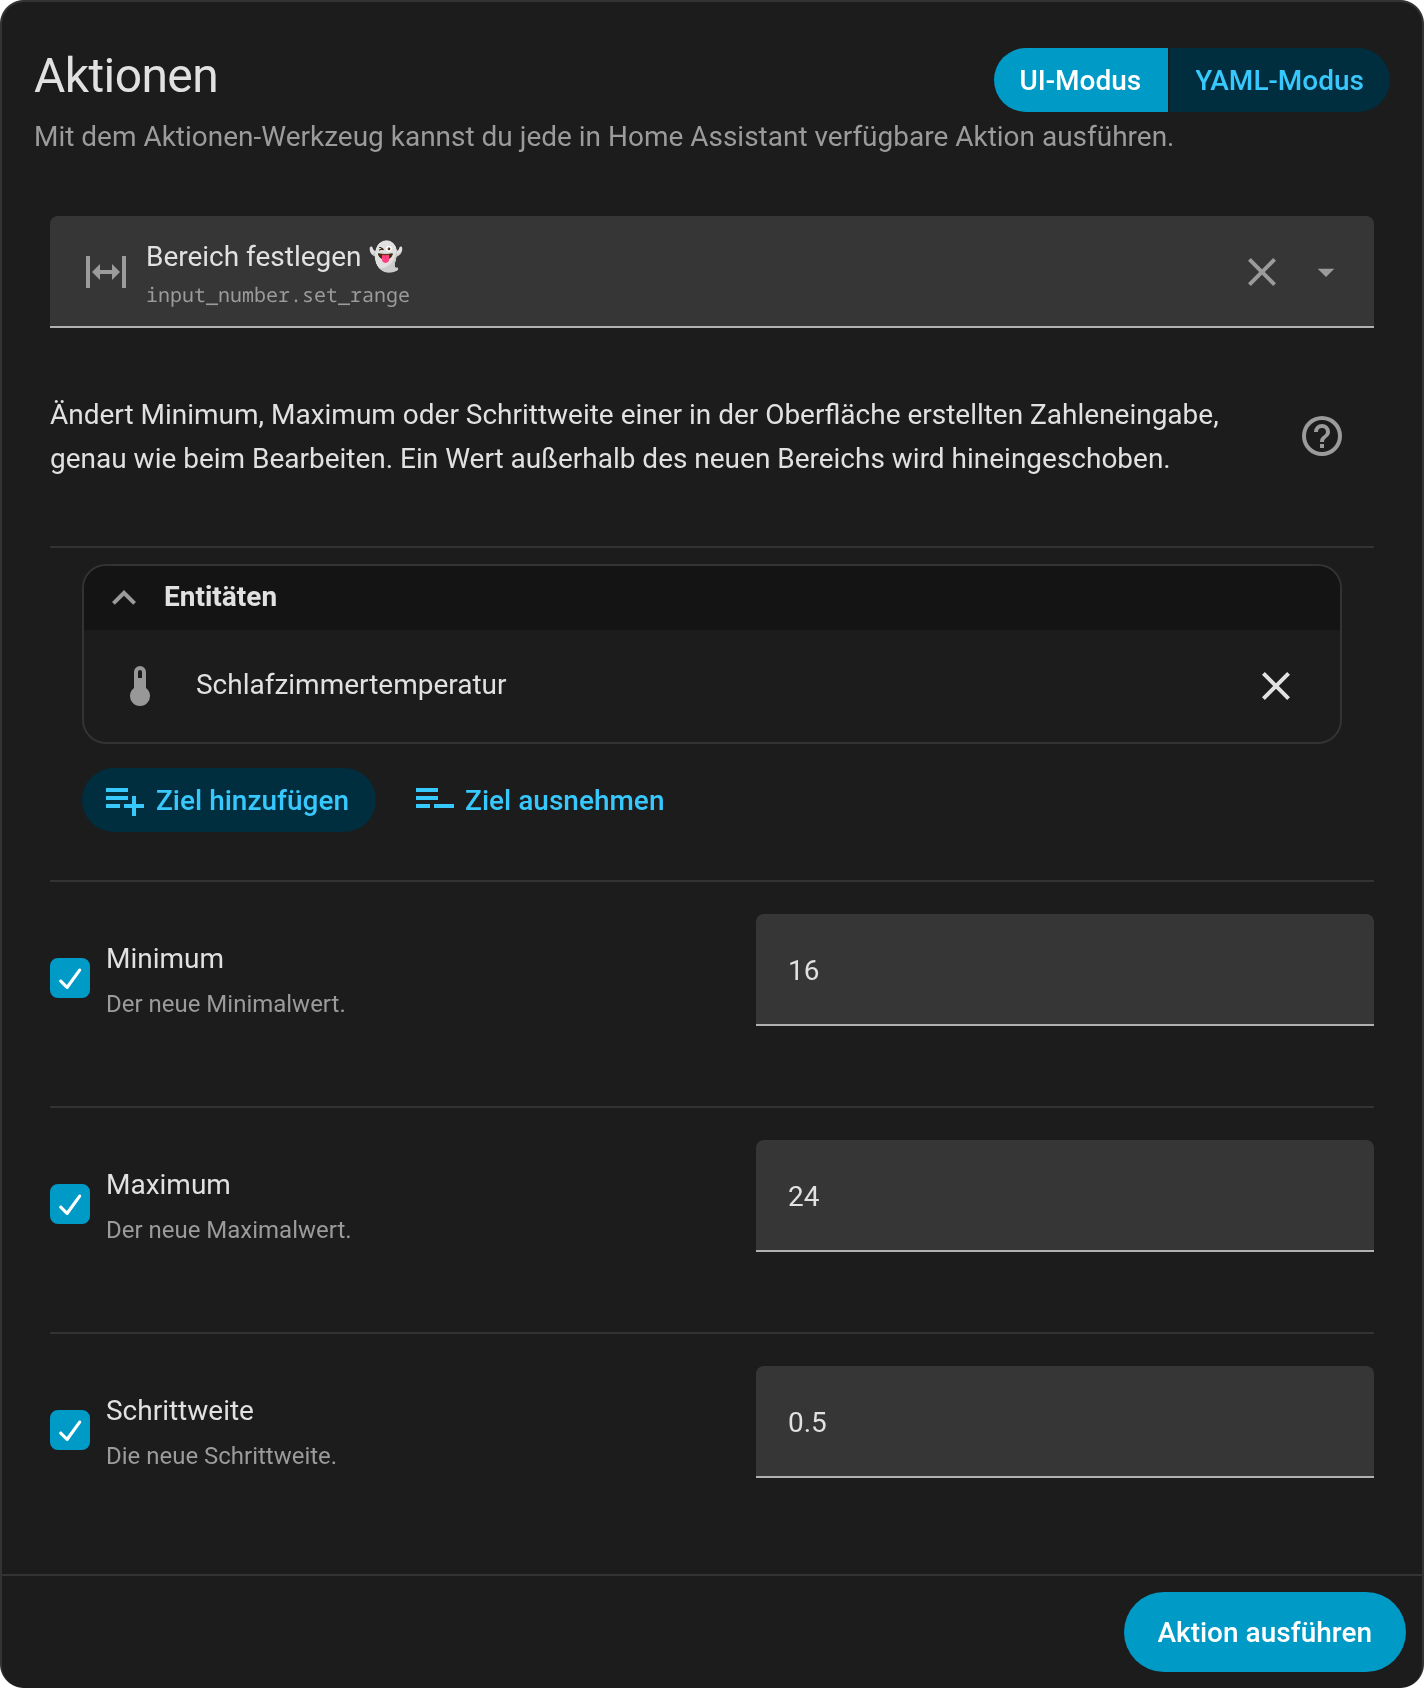 Aktionen
UI-Modus
YAML-Modus
Mit dem Aktionen-Werkzeug kannst du jede in Home Assistant verfügbare Aktion ausführen.
Bereich festlegen 👻
input_number.set_range
Ändert Minimum, Maximum oder Schrittweite einer in der Oberfläche erstellten Zahleneingabe,
genau wie beim Bearbeiten. Ein Wert außerhalb des neuen Bereichs wird hineingeschoben.
Entitäten
Schlafzimmertemperatur
Ziel hinzufügen
Ziel ausnehmen
Minimum
Der neue Minimalwert.
16
Maximum
Der neue Maximalwert.
24
Schrittweite
Die neue Schrittweite.
0.5
Aktion ausführen